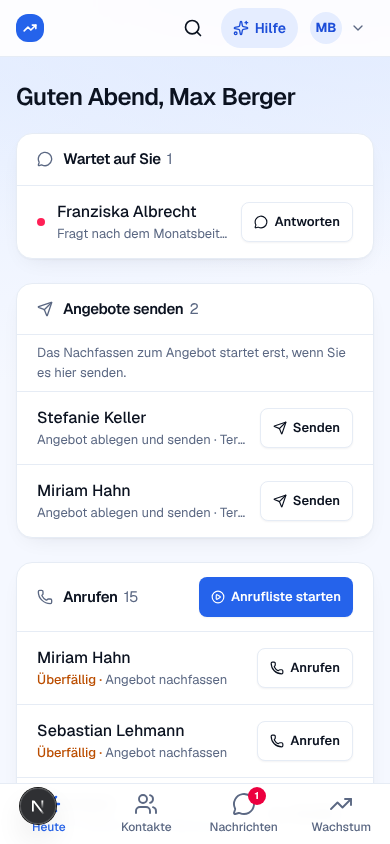 Hilfe
MB
Guten Abend, Max Berger
Wartet auf Sie 1
Franziska Albrecht
Fragt nach dem Monatsbeit...
Antworten
Angebote senden 2
Das Nachfassen zum Angebot startet erst, wenn Sie
es hier senden.
Stefanie Keller
Angebot ablegen und senden · Ter...
Senden
Miriam Hahn
Angebot ablegen und senden · Ter...
Senden
Anrufen 15
Anrufliste starten
Miriam Hahn
Überfällig · Angebot nachfassen
Anrufen
Sebastian Lehmann
Überfällig · Angebot nachfassen
Anrufen
N
1
Heute
Kontakte
Nachrichten
Wachstum